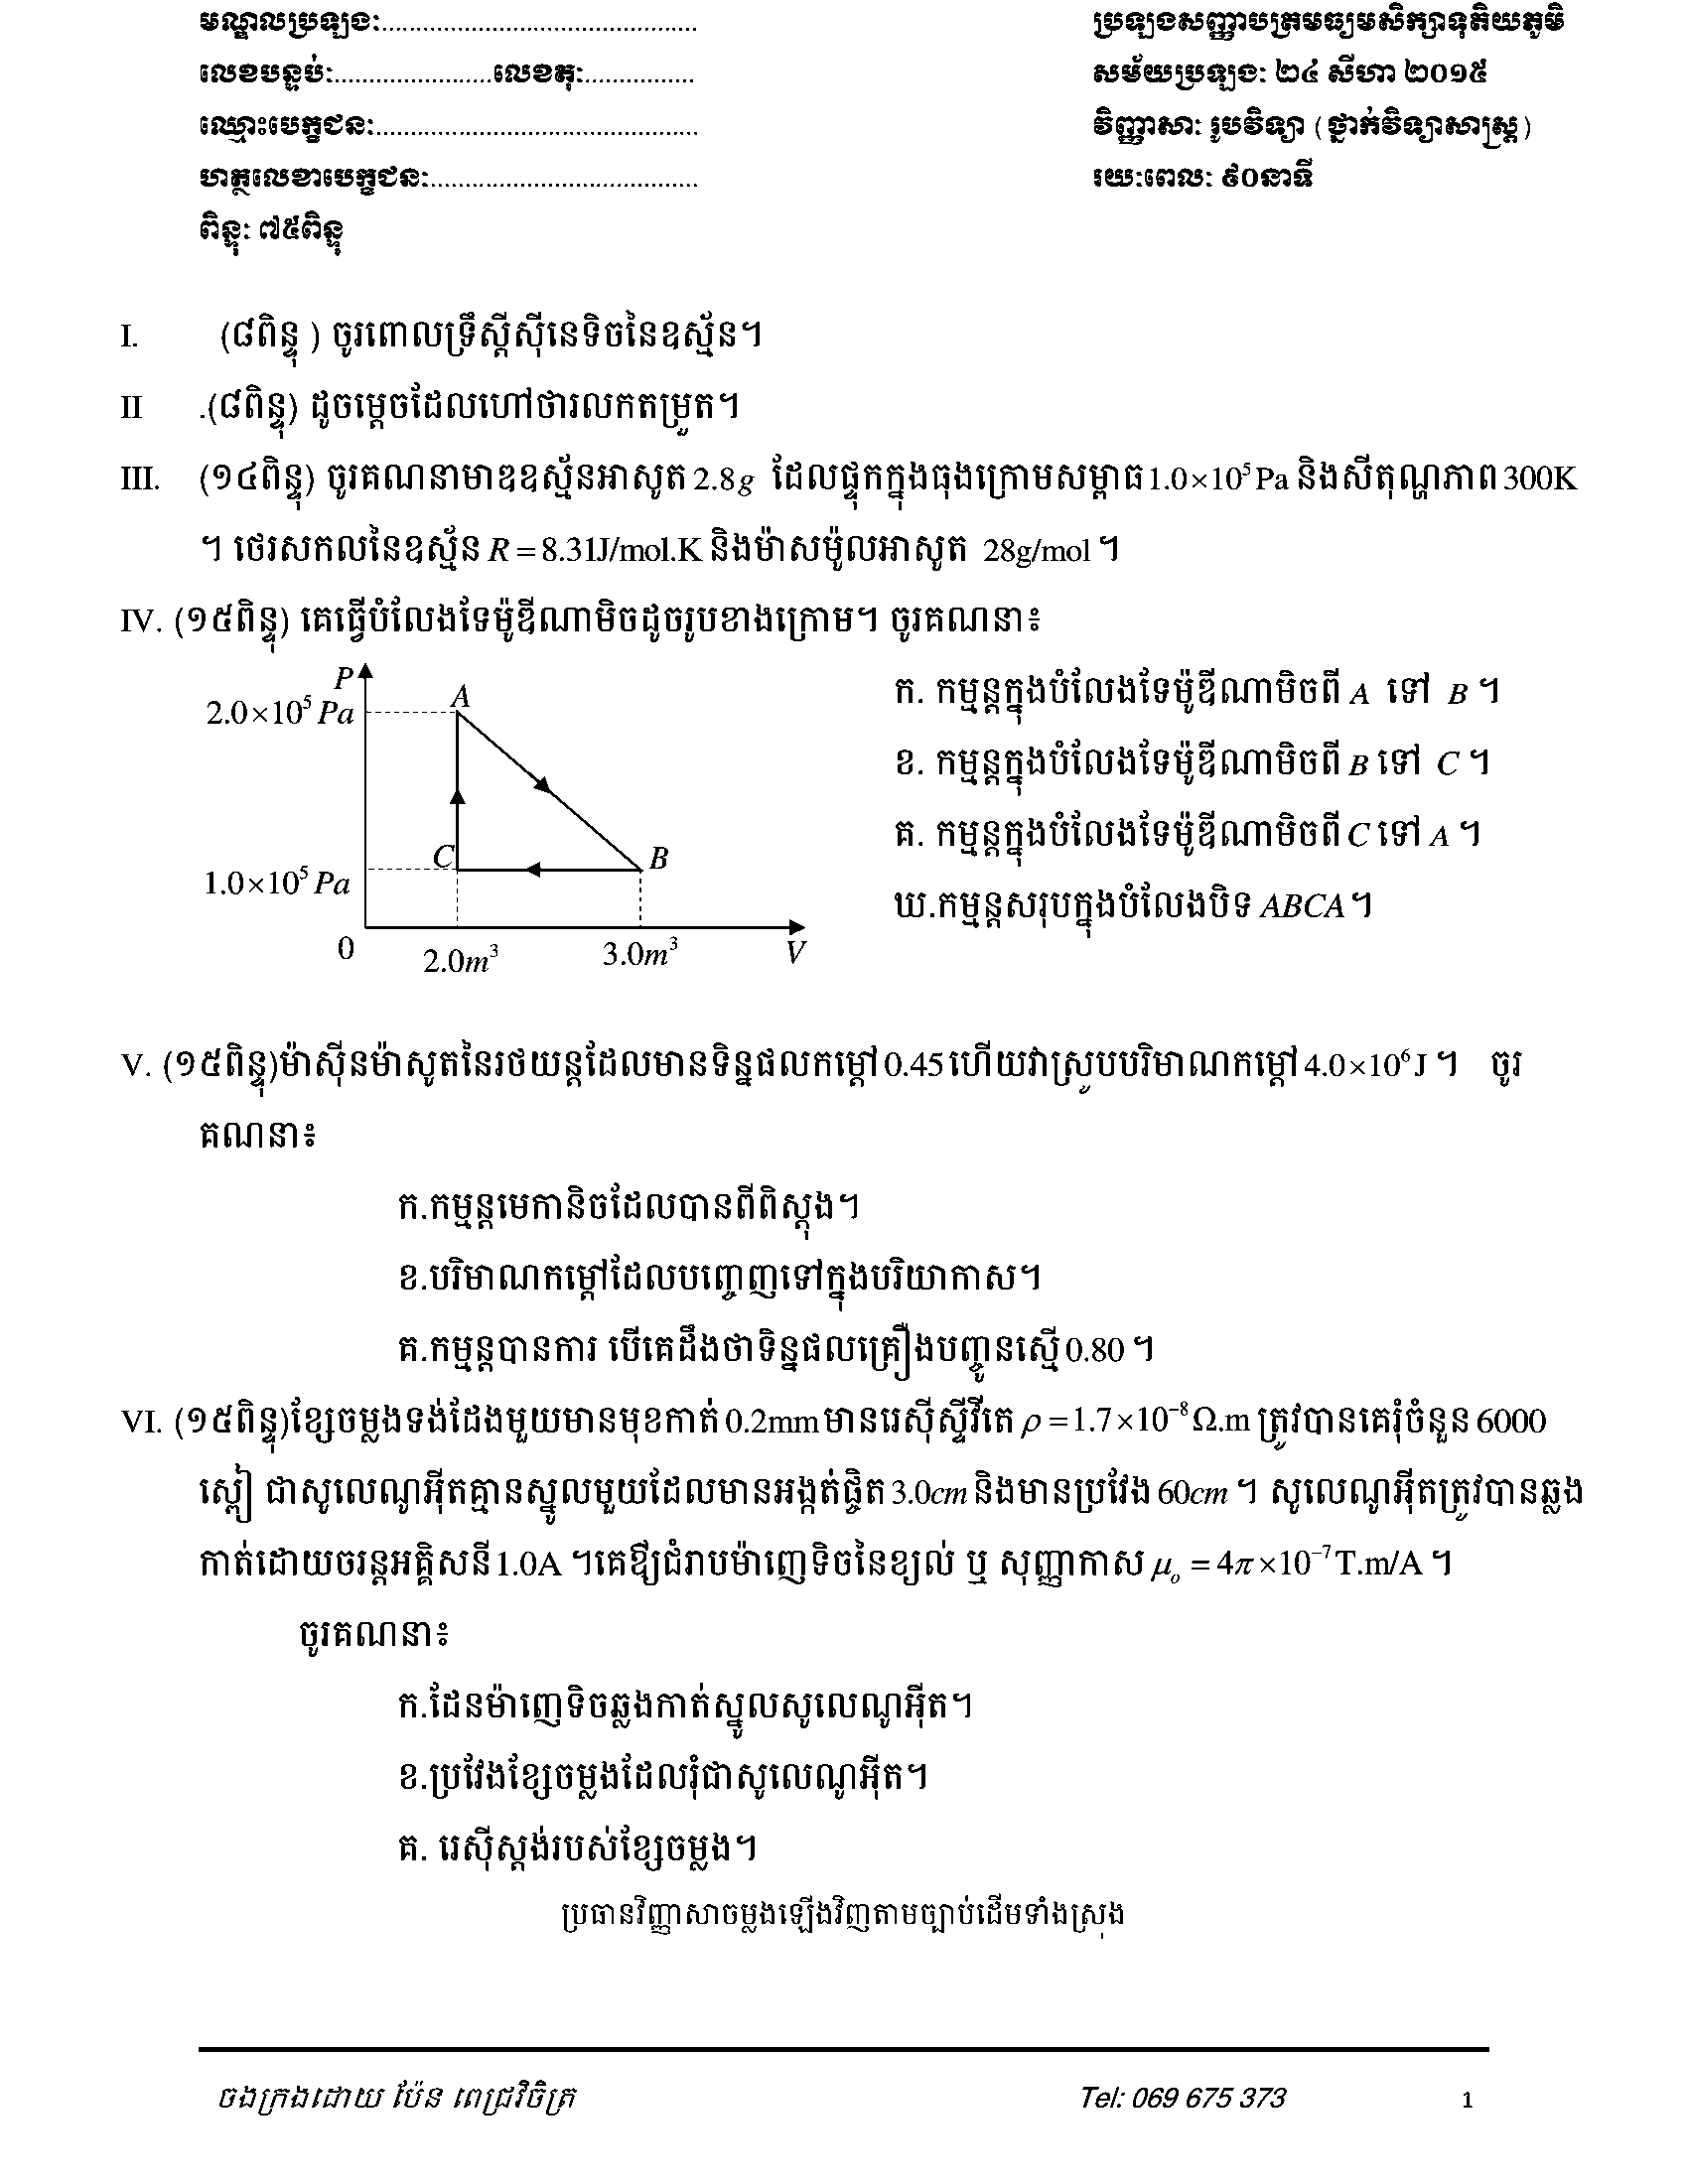 មណ្ឌលប្រឡង:.............................................
លេខបន្ទប់:......................លេខតុ:................
ឈ្មោះបេក្ខជន:..............................................
ហត្ថលេខាបេក្ខជន:......................................
ពិន្ទុ: ៧៥ពិន្ទុ
ប្រឡងសញ្ញាបត្រមធ្យមសិក្សាទុតិយភូមិ
សម័យប្រឡង: ២៤ សីហា ២០១៥
វិញ្ញាសា: រូបវិទ្យា (ថ្នាក់វិទ្យាសាស្ត្រ)
រយ:ពេល: ៩០នាទី
I. (៨ពិន្ទុ ) ចូរពោលទ្រឹស្តីស៊ីនេទិចនៃឧស្ម័ន។
II .(៨ពិន្ទុ) ដូចម្តេចដែលហៅថារលកតម្រួត។
III. (១៤ពិន្ទុ) ចូរគណនាមាឌឧស្ម័នអាសូត 2.8g ដែលផ្ទុកក្នុងធុងក្រោមសម្ពាធ 1.0×10⁵ Pa និងសីតុណ្ហភាព 300K
។ ថេរសកលនៃឧស្ម័ន R = 8.31J/mol.K និងម៉ាសម៉ូលអាសូត 28g/mol ។
IV. (១៥ពិន្ទុ) គេធ្វើបំលែងទែម៉ូឌីណាមិចដូចរូបខាងក្រោម។ ចូរគណនា៖
P
A
2.0×10⁵ Pa
C
B
1.0×10⁵ Pa
0
2.0m³
3.0m³
V
ក. កម្មន្តក្នុងបំលែងទែម៉ូឌីណាមិចពី A ទៅ B ។
ខ. កម្មន្តក្នុងបំលែងទែម៉ូឌីណាមិចពី B ទៅ C ។
គ. កម្មន្តក្នុងបំលែងទែម៉ូឌីណាមិចពី C ទៅ A ។
ឃ.កម្មន្តសរុបក្នុងបំលែងបិទ ABCA ។
V. (១៥ពិន្ទុ)ម៉ាស៊ីនម៉ាសូតនៃរថយន្តដែលមានទិន្នផលកម្តៅ 0.45 ហើយវាស្រូបបរិមាណកម្តៅ 4.0×10⁶ J ។ ចូរ
គណនា៖
ក.កម្មន្តមេកានិចដែលបានពីពិស្តុង។
ខ.បរិមាណកម្តៅដែលបញ្ចេញទៅក្នុងបរិយាកាស។
គ.កម្មន្តបានការ បើគេដឹងថាទិន្នផលគ្រឿងបញ្ជូនស្មើ 0.80 ។
VI. (១៥ពិន្ទុ)ខ្សែចម្លងទង់ដែងមួយមានមុខកាត់ 0.2mm មានរេស៊ីស្ទីវីតេ ρ = 1.7×10⁻⁸ Ω.m ត្រូវបានគេរុំចំនួន 6000
ស្ពៀ ជាសូលេណូអ៊ីតគ្មានស្នូលមួយដែលមានអង្កត់ផ្ចិត 3.0cm និងមានប្រវែង 60cm ។ សូលេណូអ៊ីតត្រូវបានឆ្លង
កាត់ដោយចរន្តអគ្គិសនី 1.0A ។គេឱ្យជំរាបម៉ាញេទិចនៃខ្យល់ ឬ សុញ្ញាកាស μₒ = 4π×10⁻⁷ T.m/A ។
ចូរគណនា៖
ក.ដែនម៉ាញេទិចឆ្លងកាត់ស្នូលសូលេណូអ៊ីត។
ខ.ប្រវែងខ្សែចម្លងដែលរុំជាសូលេណូអ៊ីត។
គ. រេស៊ីស្តង់របស់ខ្សែចម្លង។
ប្រធានវិញ្ញាសាចម្លងឡើងវិញតាមច្បាប់ដើមទាំងស្រុង
ចងក្រងដោយ ប៉ែន ពេជ្រវិចិត្រ Tel: 069 675 373 1